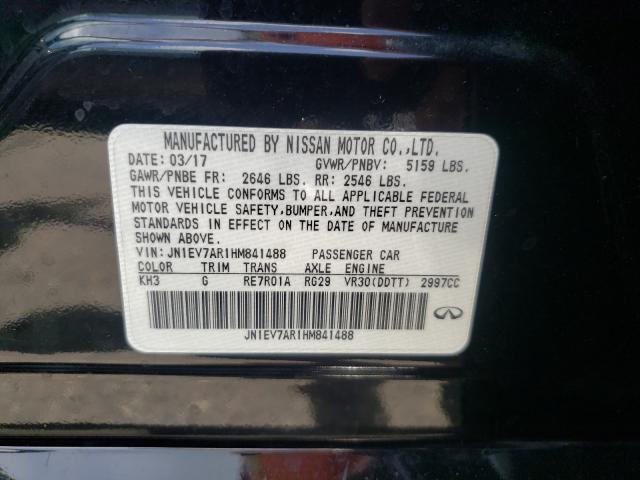 MANUFACTURED BY NISSAN MOTOR CO.,LTD.
DATE: 03/17 GVWR/PNBV: 5159 LBS.
GAWR/PNBE FR: 2646 LBS. RR: 2546 LBS.
THIS VEHICLE CONFORMS TO ALL APPLICABLE FEDERAL
MOTOR VEHICLE SAFETY, BUMPER, AND THEFT PREVENTION
STANDARDS IN EFFECT ON THE DATE OF MANUFACTURE
SHOWN ABOVE.
VIN: JN1EV7AR1HM841488 PASSENGER CAR
COLOR TRIM TRANS AXLE ENGINE
KH3 G RE7R01A RG29 VR30(DDTT) 2997CC
JN1EV7AR1HM841488